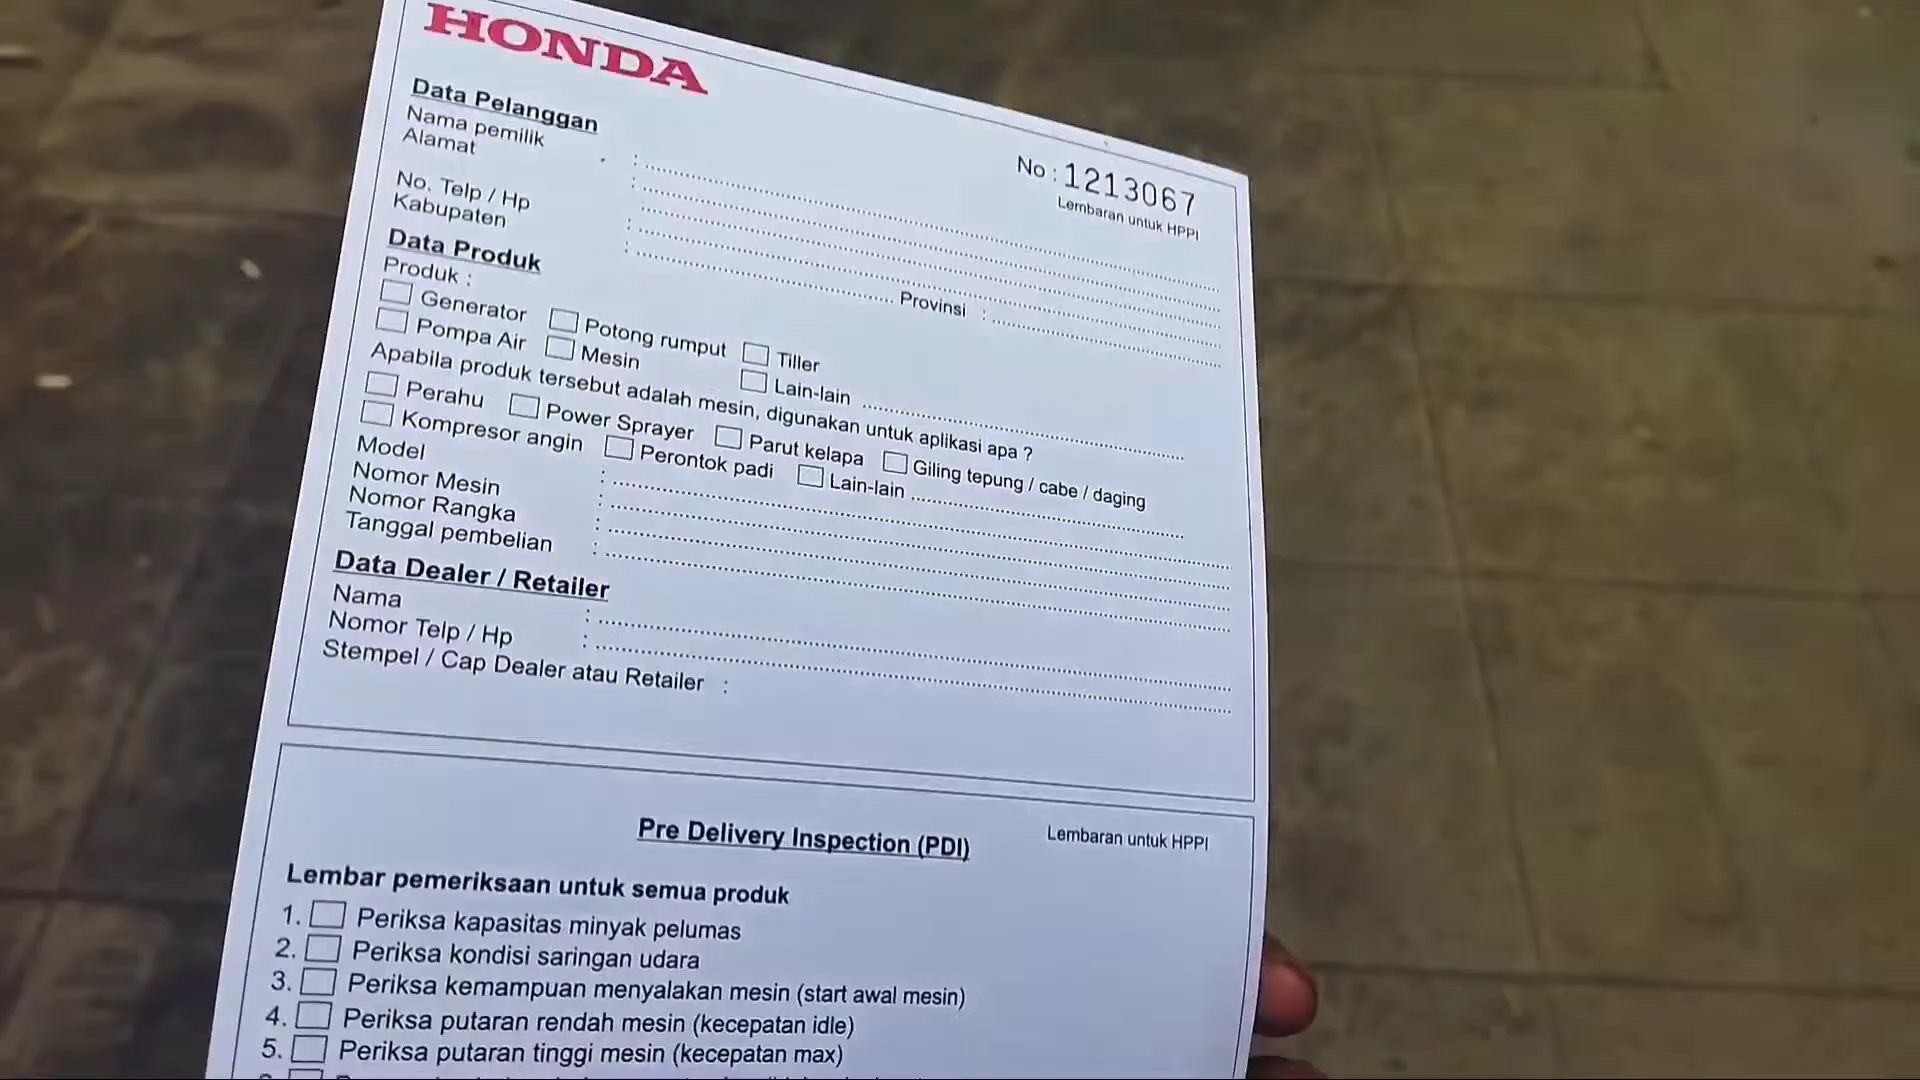 HONDA
No : 1213067
Lembaran untuk HPPI
Data Pelanggan
Nama pemilik :
Alamat :
No. Telp / Hp :
Kabupaten : Provinsi :
Data Produk
Produk :
Generator Potong rumput Tiller
Pompa Air Mesin Lain-lain
Apabila produk tersebut adalah mesin, digunakan untuk aplikasi apa ?
Perahu Power Sprayer Parut kelapa Giling tepung / cabe / daging
Kompresor angin Perontok padi Lain-lain
Model :
Nomor Mesin :
Nomor Rangka :
Tanggal pembelian :
Data Dealer / Retailer
Nama :
Nomor Telp / Hp :
Stempel / Cap Dealer atau Retailer :
Pre Delivery Inspection (PDI)
Lembaran untuk HPPI
Lembar pemeriksaan untuk semua produk
1. Periksa kapasitas minyak pelumas
2. Periksa kondisi saringan udara
3. Periksa kemampuan menyalakan mesin (start awal mesin)
4. Periksa putaran rendah mesin (kecepatan idle)
5. Periksa putaran tinggi mesin (kecepatan max)